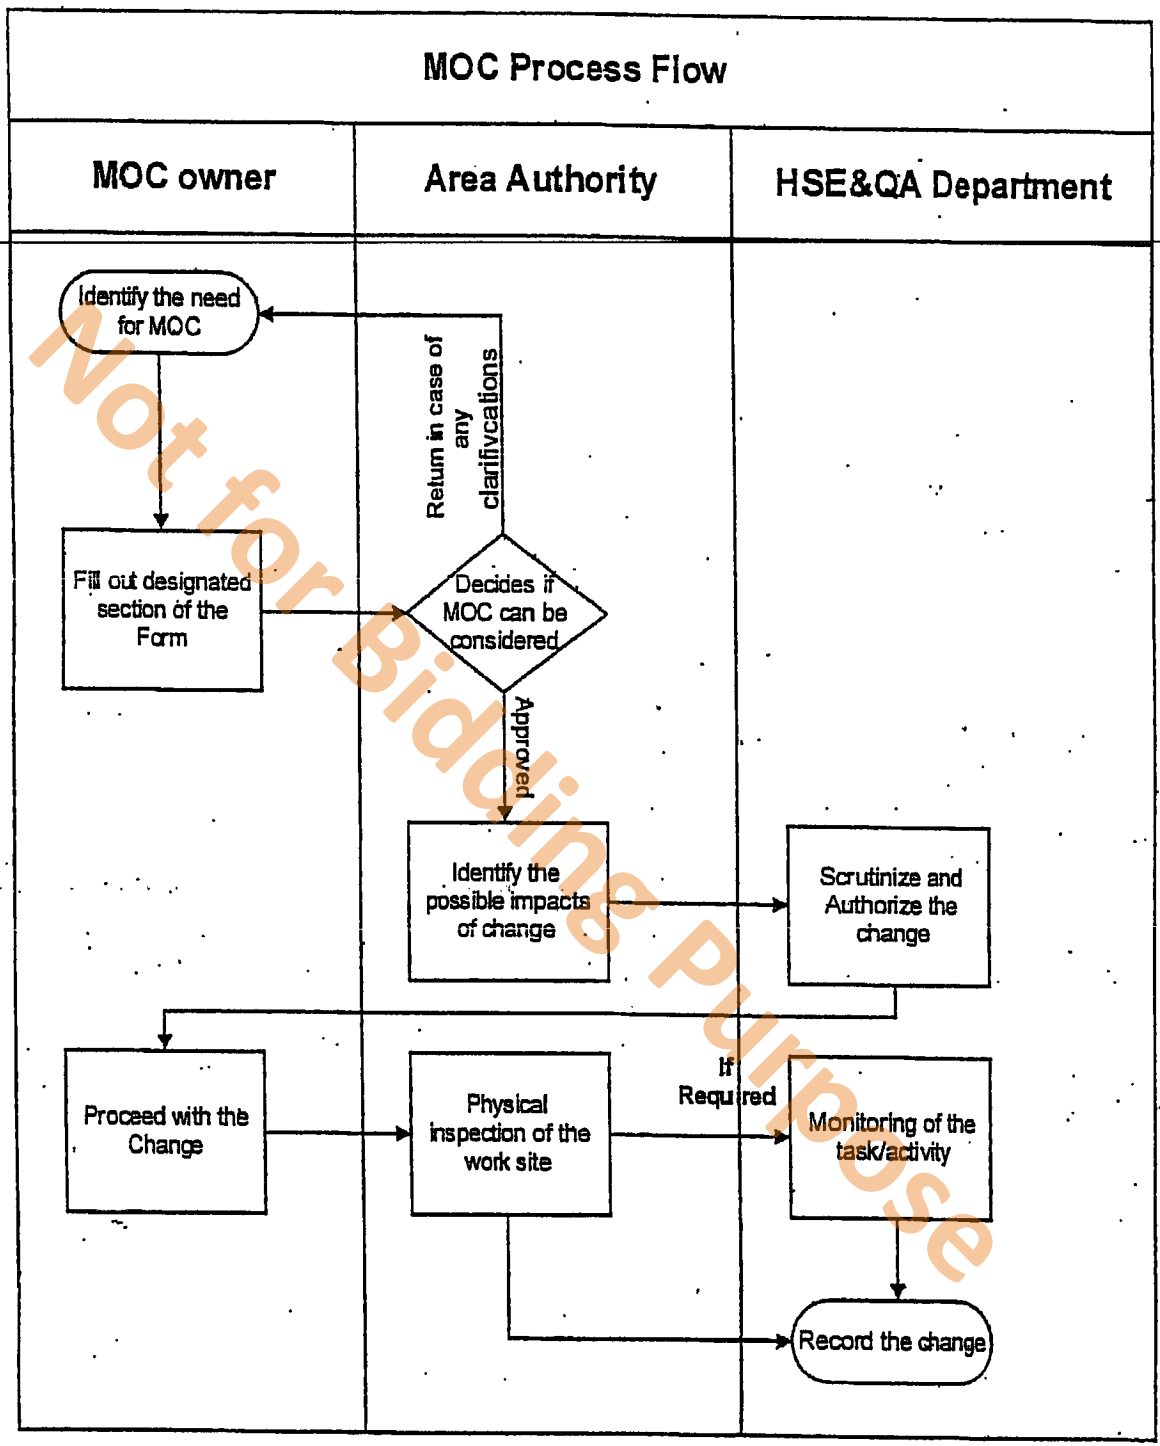 MOC Process Flow
MOC owner
Area Authority
HSE&QA Department
Identify the need
for MOC
Return in case of
any
clarifivcations
Fill out designated
section of the
Form
Decides if
MOC can be
considered
Approved
Identify the
possible impacts
of change
Scrutinize and
Authorize the
change
Proceed with the
Change
Physical
inspection of the
work site
If
Required
Monitoring of the
task/activity
Record the change
Not for Bidding Purpose